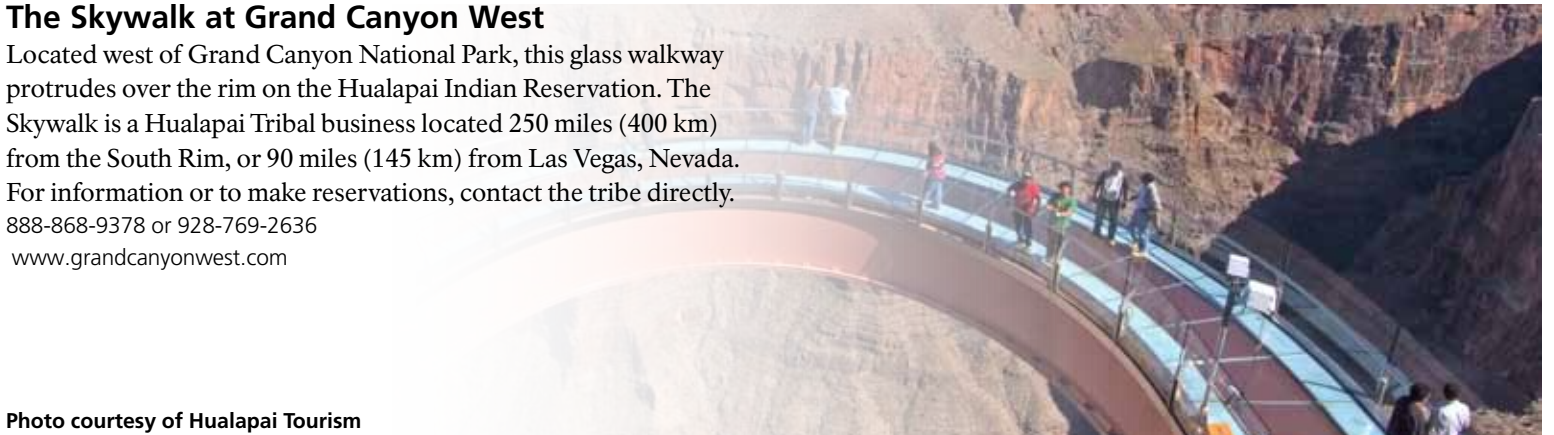 The Skywalk at Grand Canyon West
Located west of Grand Canyon National Park, this glass walkway
protrudes over the rim on the Hualapai Indian Reservation. The
Skywalk is a Hualapai Tribal business located 250 miles (400 km)
from the South Rim, or 90 miles (145 km) from Las Vegas, Nevada.
For information or to make reservations, contact the tribe directly.
888-868-9378 or 928-769-2636
www.grandcanyonwest.com
Photo courtesy of Hualapai Tourism